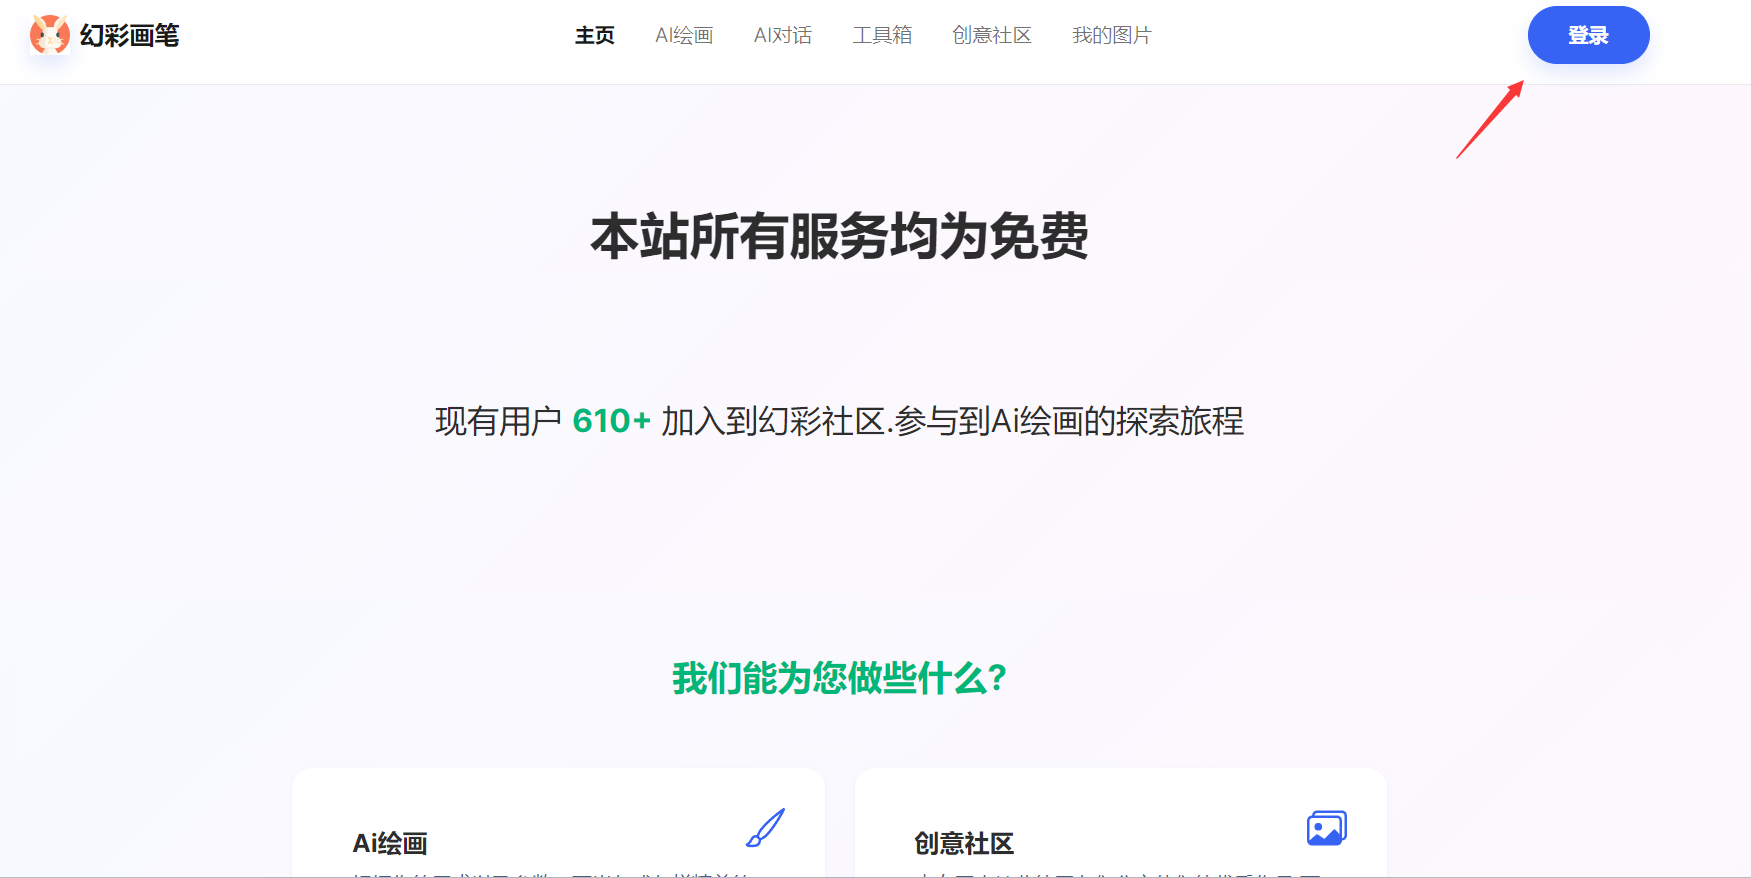 幻彩画笔
主页 AI绘画 AI对话 工具箱 创意社区 我的图片
登录
本站所有服务均为免费
现有用户 610+ 加入到幻彩社区.参与到Ai绘画的探索旅程
我们能为您做些什么?
Ai绘画
创意社区